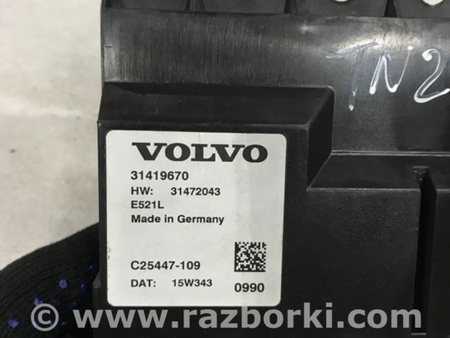 TN2
VOLVO
31419670
HW: 31472043
E521L
Made in Germany
C25447-109
DAT: 15W343 0990
© www.razborki.com